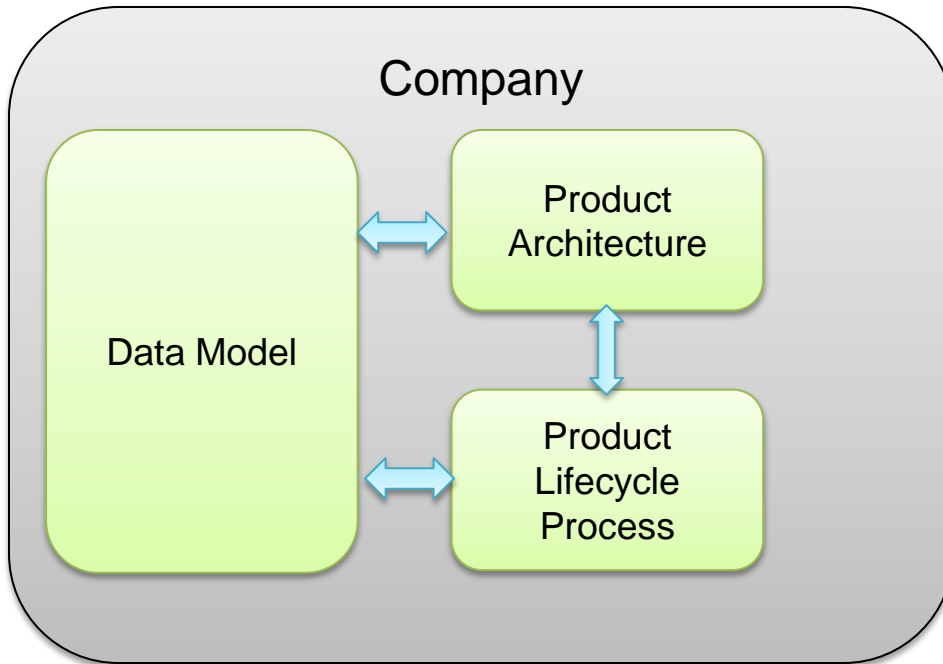 Company
Data Model
Product
Architecture
Product
Lifecycle
Process